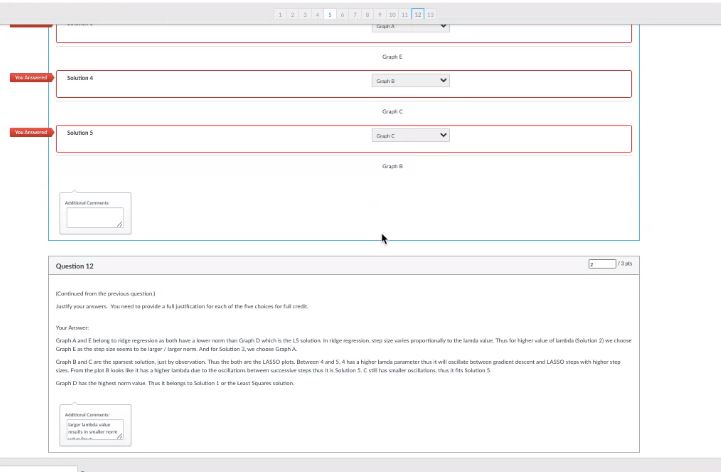 1 2 3 4 5 6 7 8 9 10 11 12 13
Graph A
Graph E
You Answered
Solution 4
Graph B
Graph C
You Answered
Solution 5
Graph C
Graph B
Additional Comments:
Question 12
2 / 3 pts
(Continued from the previous question.)
Justify your answers. You need to provide a full justification for each of the five choices for full credit.
Your Answer:
Graph A and E belong to ridge regression as both have a lower norm than Graph D which is the LS solution. In ridge regression, step size varies proportionally to the lamda value. Thus for higher value of lambda (Solution 2) we choose
Graph E as the step size seems to be larger / larger norm. And for Solution 3, we choose Graph A.
Graph B and C are the sparsest solution, just by observation. Thus the both are the LASSO plots. Between 4 and 5, 4 has a higher lamda parameter thus it will oscillate between gradient descent and LASSO steps with higher step
sizes. From the plot B looks like it has a higher lambda due to the oscillations between successive steps thus it is Solution 5. C still has smaller oscillations, thus it fits Solution 5
Graph D has the highest norm value. Thus it belongs to Solution 1 or the Least Squares solution.
Additional Comments:
larger lambda value
results in smaller norm